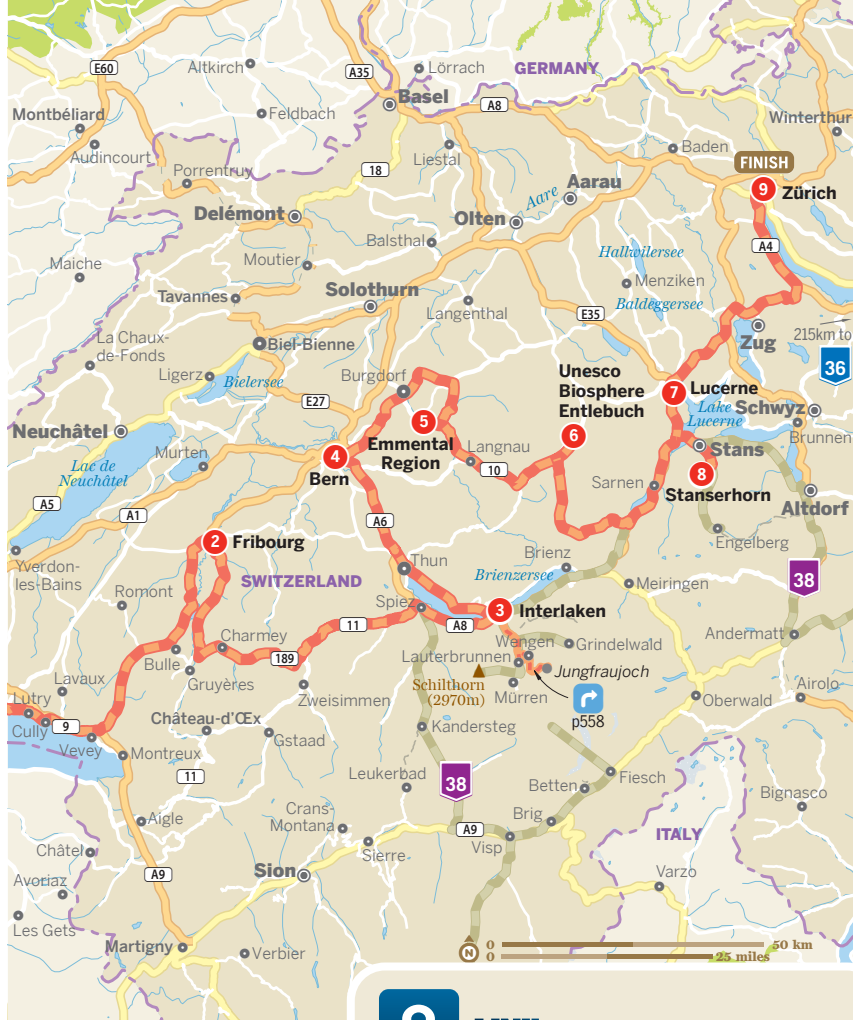 E60
Altkirch
A35
Lörrach
GERMANY
Montbéliard
Basel
A8
Feldbach
Winterthur
Audincourt
Liestal
Baden
Porrentruy
18
FINISH
Aare
Aarau
9
Zürich
Delémont
Olten
Balsthal
Hallwilersee
A4
Moutier
Maiche
Menziken
Tavannes
Solothurn
Baldeggersee
Langenthal
E35
215km to
La Chaux-
de-Fonds
Biel-Bienne
Zug
36
Ligerz
Bielersee
Burgdorf
Unesco
Biosphere
Entlebuch
7
Lucerne
E27
Lake
Lucerne
Schwyz
Neuchâtel
5
6
Brunnen
Emmental
Region
Murten
4
Langnau
Stans
Lac de
Neuchâtel
Bern
10
8
Sarnen
Stanserhorn
A5
A1
A6
Altdorf
2
Fribourg
Engelberg
Yverdon-
les-Bains
Thun
Brienz
SWITZERLAND
Brienzersee
38
Romont
Meiringen
Spiez
3
Interlaken
11
A8
Charmey
Andermatt
Wengen
Grindelwald
Bulle
189
Lauterbrunnen
Lavaux
Gruyères
Jungfraujoch
Schilthorn
(2970m)
Mürren
Lutry
Zweisimmen
Oberwald
Airolo
9
Château-d’Œx
p558
Cully
Kandersteg
Vevey
Gstaad
Montreux
11
Leukerbad
38
Fiesch
Betten
Bignasco
Crans-
Montana
Brig
Aigle
A9
ITALY
Châtel
Visp
Sierre
Sion
A9
Varzo
Avoriaz
Les Gets
Martigny
Verbier
N
0
50 km
0
25 miles